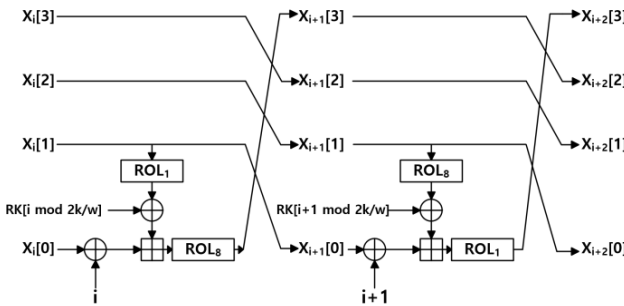 Xᵢ[3] Xᵢ₊₁[3] Xᵢ₊₂[3]
Xᵢ[2] Xᵢ₊₁[2] Xᵢ₊₂[2]
Xᵢ[1] Xᵢ₊₁[1] Xᵢ₊₂[1]
ROL₁ ROL₈
RK[i mod 2k/w] RK[i+1 mod 2k/w]
Xᵢ[0] ROL₈ Xᵢ₊₁[0] ROL₁ Xᵢ₊₂[0]
i i+1